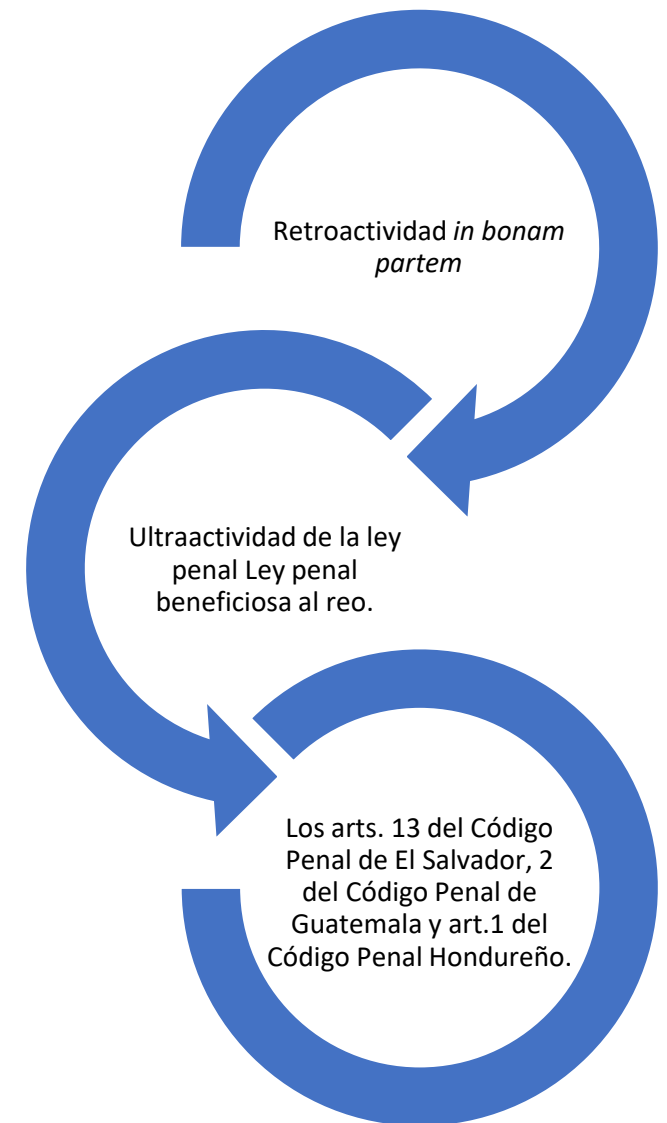 Retroactividad in bonam
partem
Ultraactividad de la ley
penal Ley penal
beneficiosa al reo.
Los arts. 13 del Código
Penal de El Salvador, 2
del Código Penal de
Guatemala y art.1 del
Código Penal Hondureño.